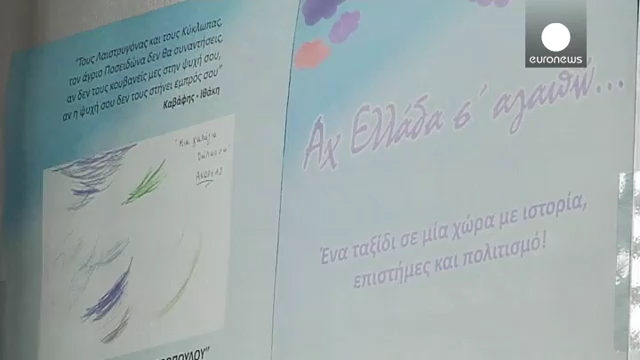 euronews
"Τους Λαιστρυγόνας και τους Κύκλωπας,
τον άγριο Ποσειδώνα δεν θα συναντήσεις,
αν δεν τους κουβανείς μες στην ψυχή σου,
αν η ψυχή σου δεν τους στήνει εμπρός σου"
Καβάφης - Ιθάκη
Αχ Ελλάδα σ' αγαπώ...
Ένα ταξίδι σε μία χώρα με ιστορία,
επιστήμες και πολιτισμό!